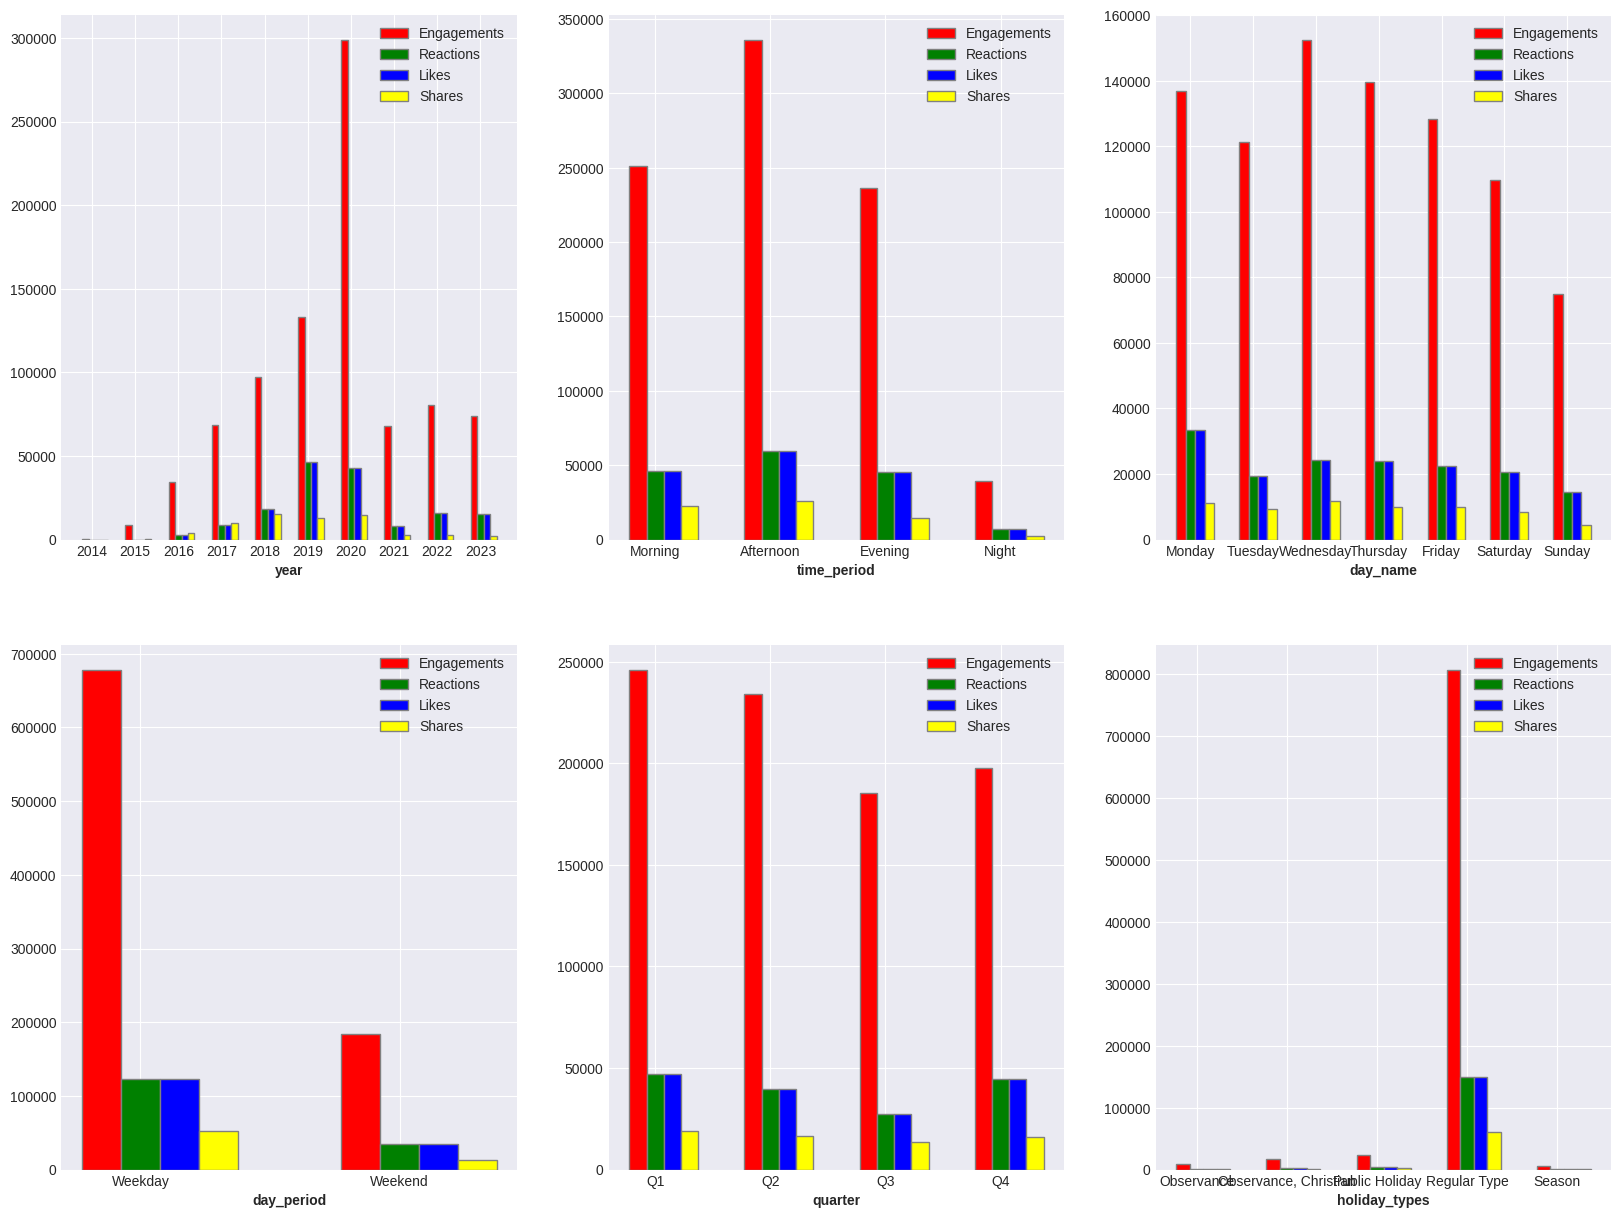 Engagements
Reactions
Likes
Shares
300000
250000
200000
150000
100000
50000
0
2014 2015 2016 2017 2018 2019 2020 2021 2022 2023
year
Engagements
Reactions
Likes
Shares
350000
300000
250000
200000
150000
100000
50000
0
Morning Afternoon Evening Night
time_period
Engagements
Reactions
Likes
Shares
160000
140000
120000
100000
80000
60000
40000
20000
0
Monday Tuesday Wednesday Thursday Friday Saturday Sunday
day_name
Engagements
Reactions
Likes
Shares
700000
600000
500000
400000
300000
200000
100000
0
Weekday Weekend
day_period
Engagements
Reactions
Likes
Shares
250000
200000
150000
100000
50000
0
Q1 Q2 Q3 Q4
quarter
Engagements
Reactions
Likes
Shares
800000
700000
600000
500000
400000
300000
200000
100000
0
Observance Observance, Christian Public Holiday Regular Type Season
holiday_types